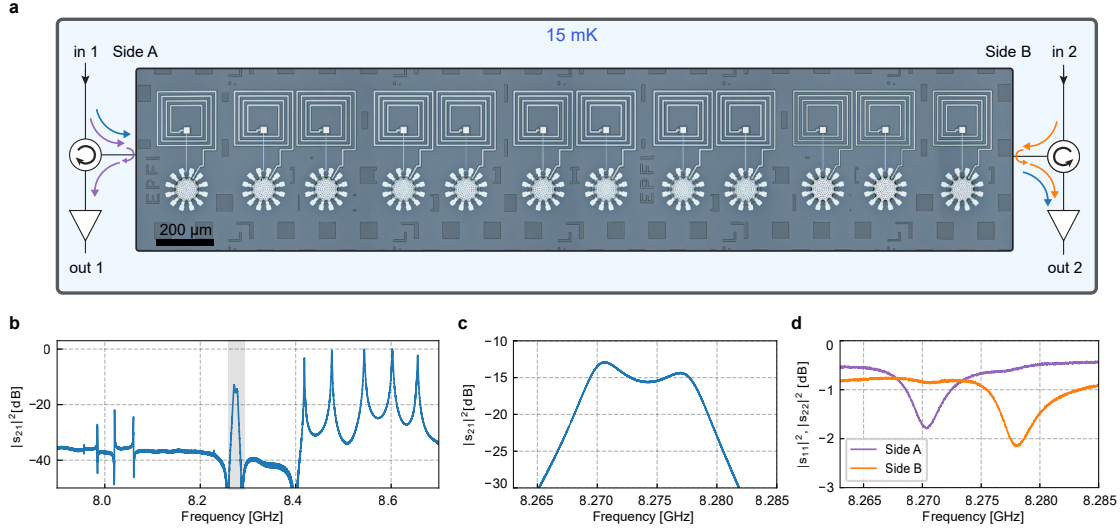 a
15 mK
in 1
Side A
Side B
in 2
EPFL
EPFL
200 µm
out 1
out 2
b
|s21|² [dB]
0
−20
−40
8.0
8.2
8.4
8.6
Frequency [GHz]
c
|s21|² [dB]
−10
−15
−20
−25
−30
8.265
8.270
8.275
8.280
8.285
Frequency [GHz]
d
|s11|², |s22|² [dB]
0
−1
−2
−3
Side A
Side B
8.265
8.270
8.275
8.280
8.285
Frequency [GHz]